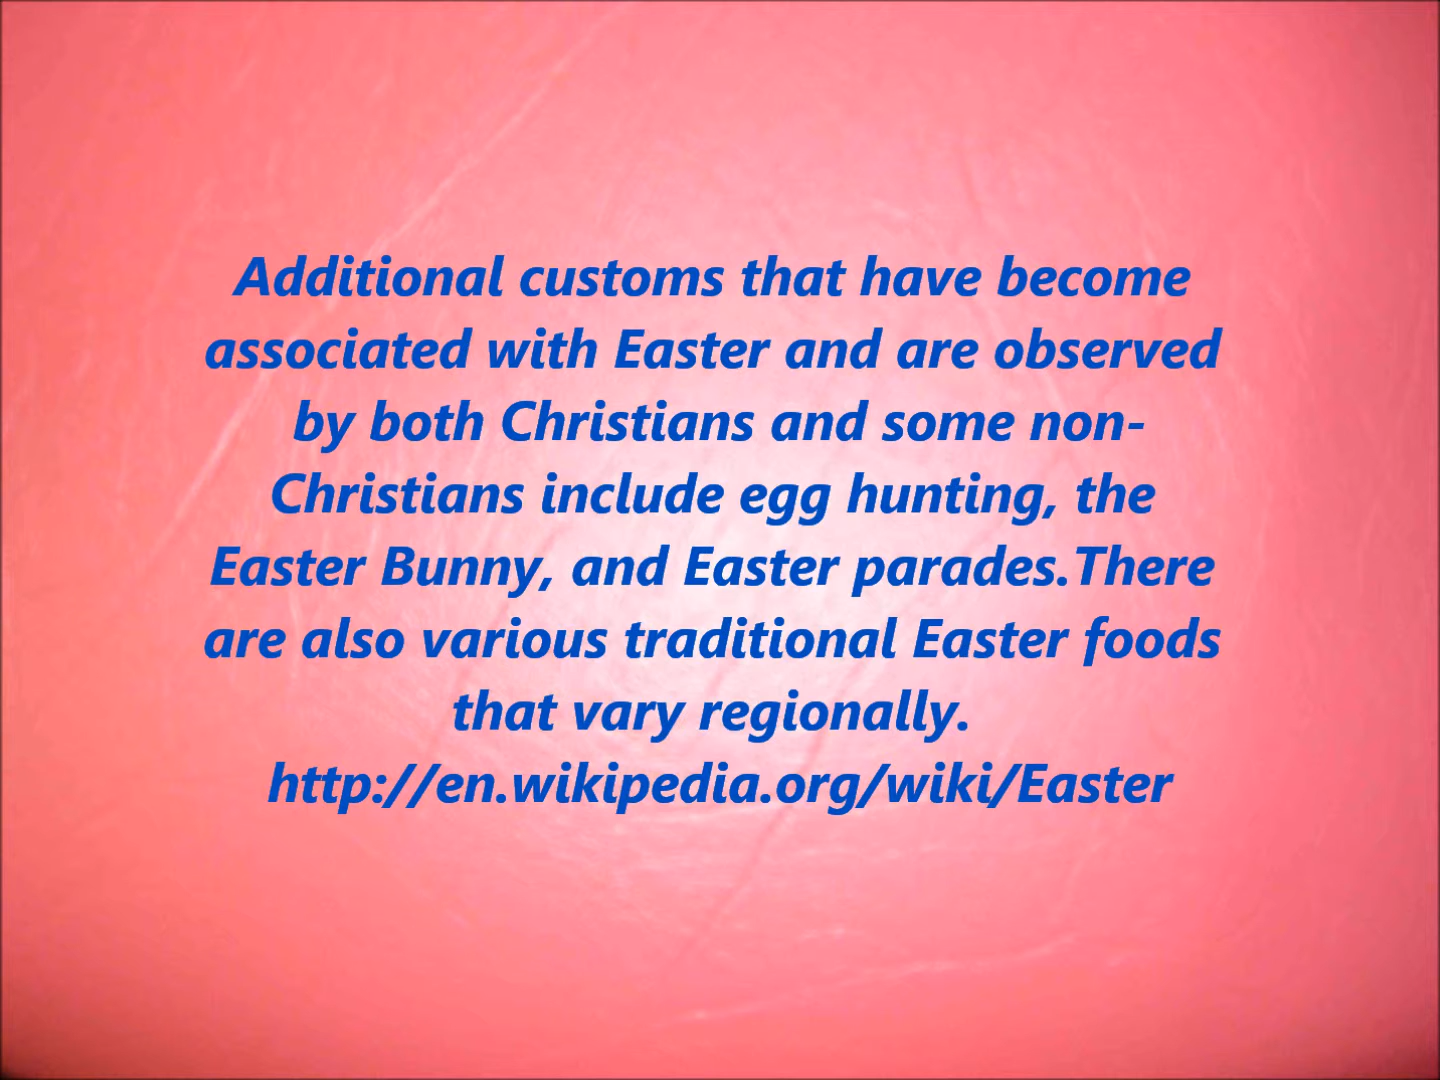 Additional customs that have become
associated with Easter and are observed
by both Christians and some non-
Christians include egg hunting, the
Easter Bunny, and Easter parades.There
are also various traditional Easter foods
that vary regionally.
http://en.wikipedia.org/wiki/Easter